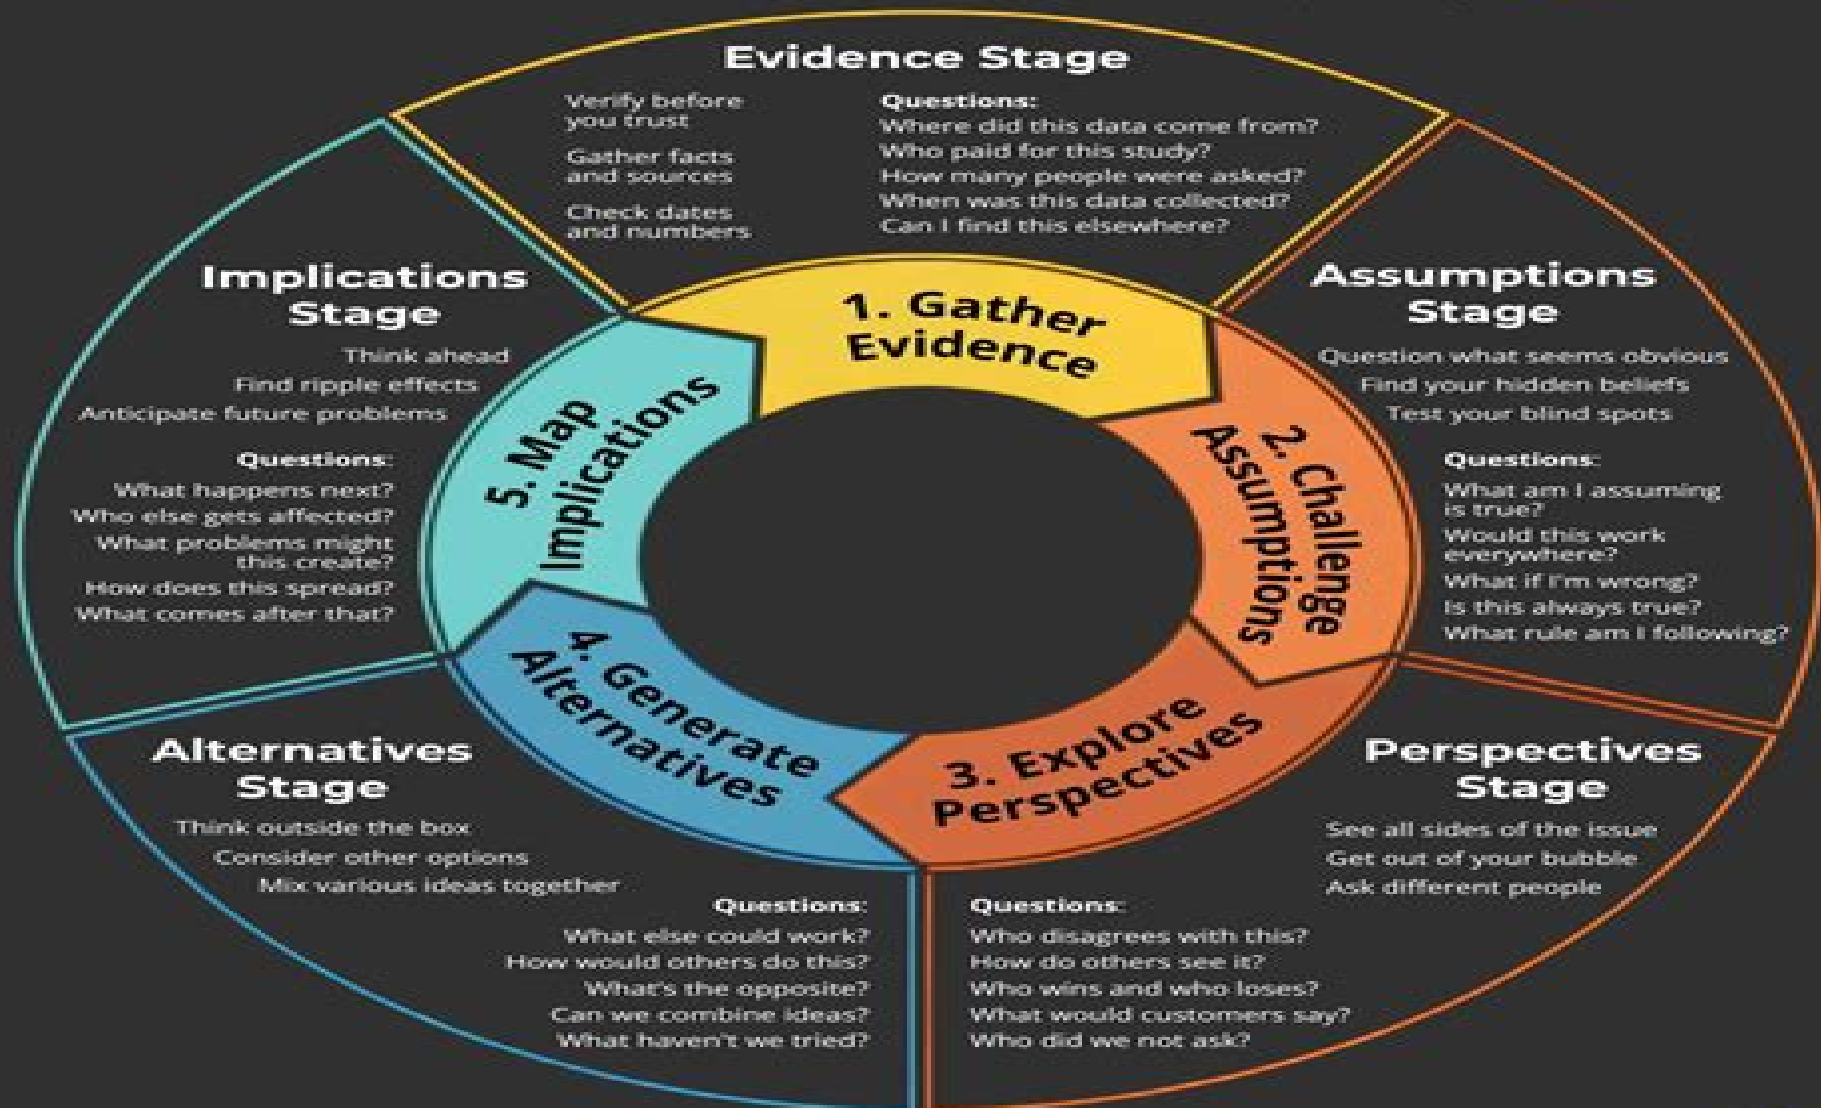 Evidence Stage
Verify before
you trust
Gather facts
and sources
Check dates
and numbers
Questions:
Where did this data come from?
Who paid for this study?
How many people were asked?
When was this data collected?
Can I find this elsewhere?
1. Gather
Evidence
Assumptions
Stage
Question what seems obvious
Find your hidden beliefs
Test your blind spots
Questions:
What am I assuming
is true?
Would this work
everywhere?
What if I'm wrong?
Is this always true?
What rule am I following?
2. Challenge
Assumptions
Perspectives
Stage
See all sides of the issue
Get out of your bubble
Ask different people
Questions:
Who disagrees with this?
How do others see it?
Who wins and who loses?
What would customers say?
Who did we not ask?
3. Explore
Perspectives
Alternatives
Stage
Think outside the box
Consider other options
Mix various ideas together
Questions:
What else could work?
How would others do this?
What's the opposite?
Can we combine ideas?
What haven't we tried?
4. Generate
Alternatives
Implications
Stage
Think ahead
Find ripple effects
Anticipate future problems
Questions:
What happens next?
Who else gets affected?
What problems might
this create?
How does this spread?
What comes after that?
5. Map
Implications